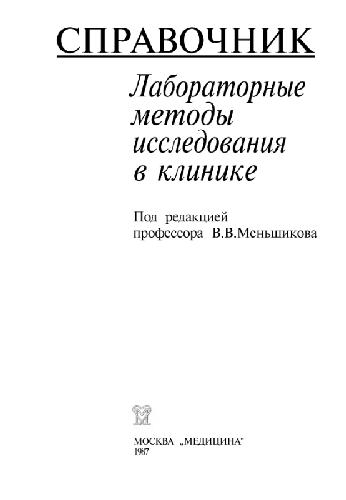 СПРАВОЧНИК
Лабораторные
методы
исследования
в клинике
Под редакцией
профессора В.В.Меньшикова
МОСКВА „МЕДИЦИНА"
1987